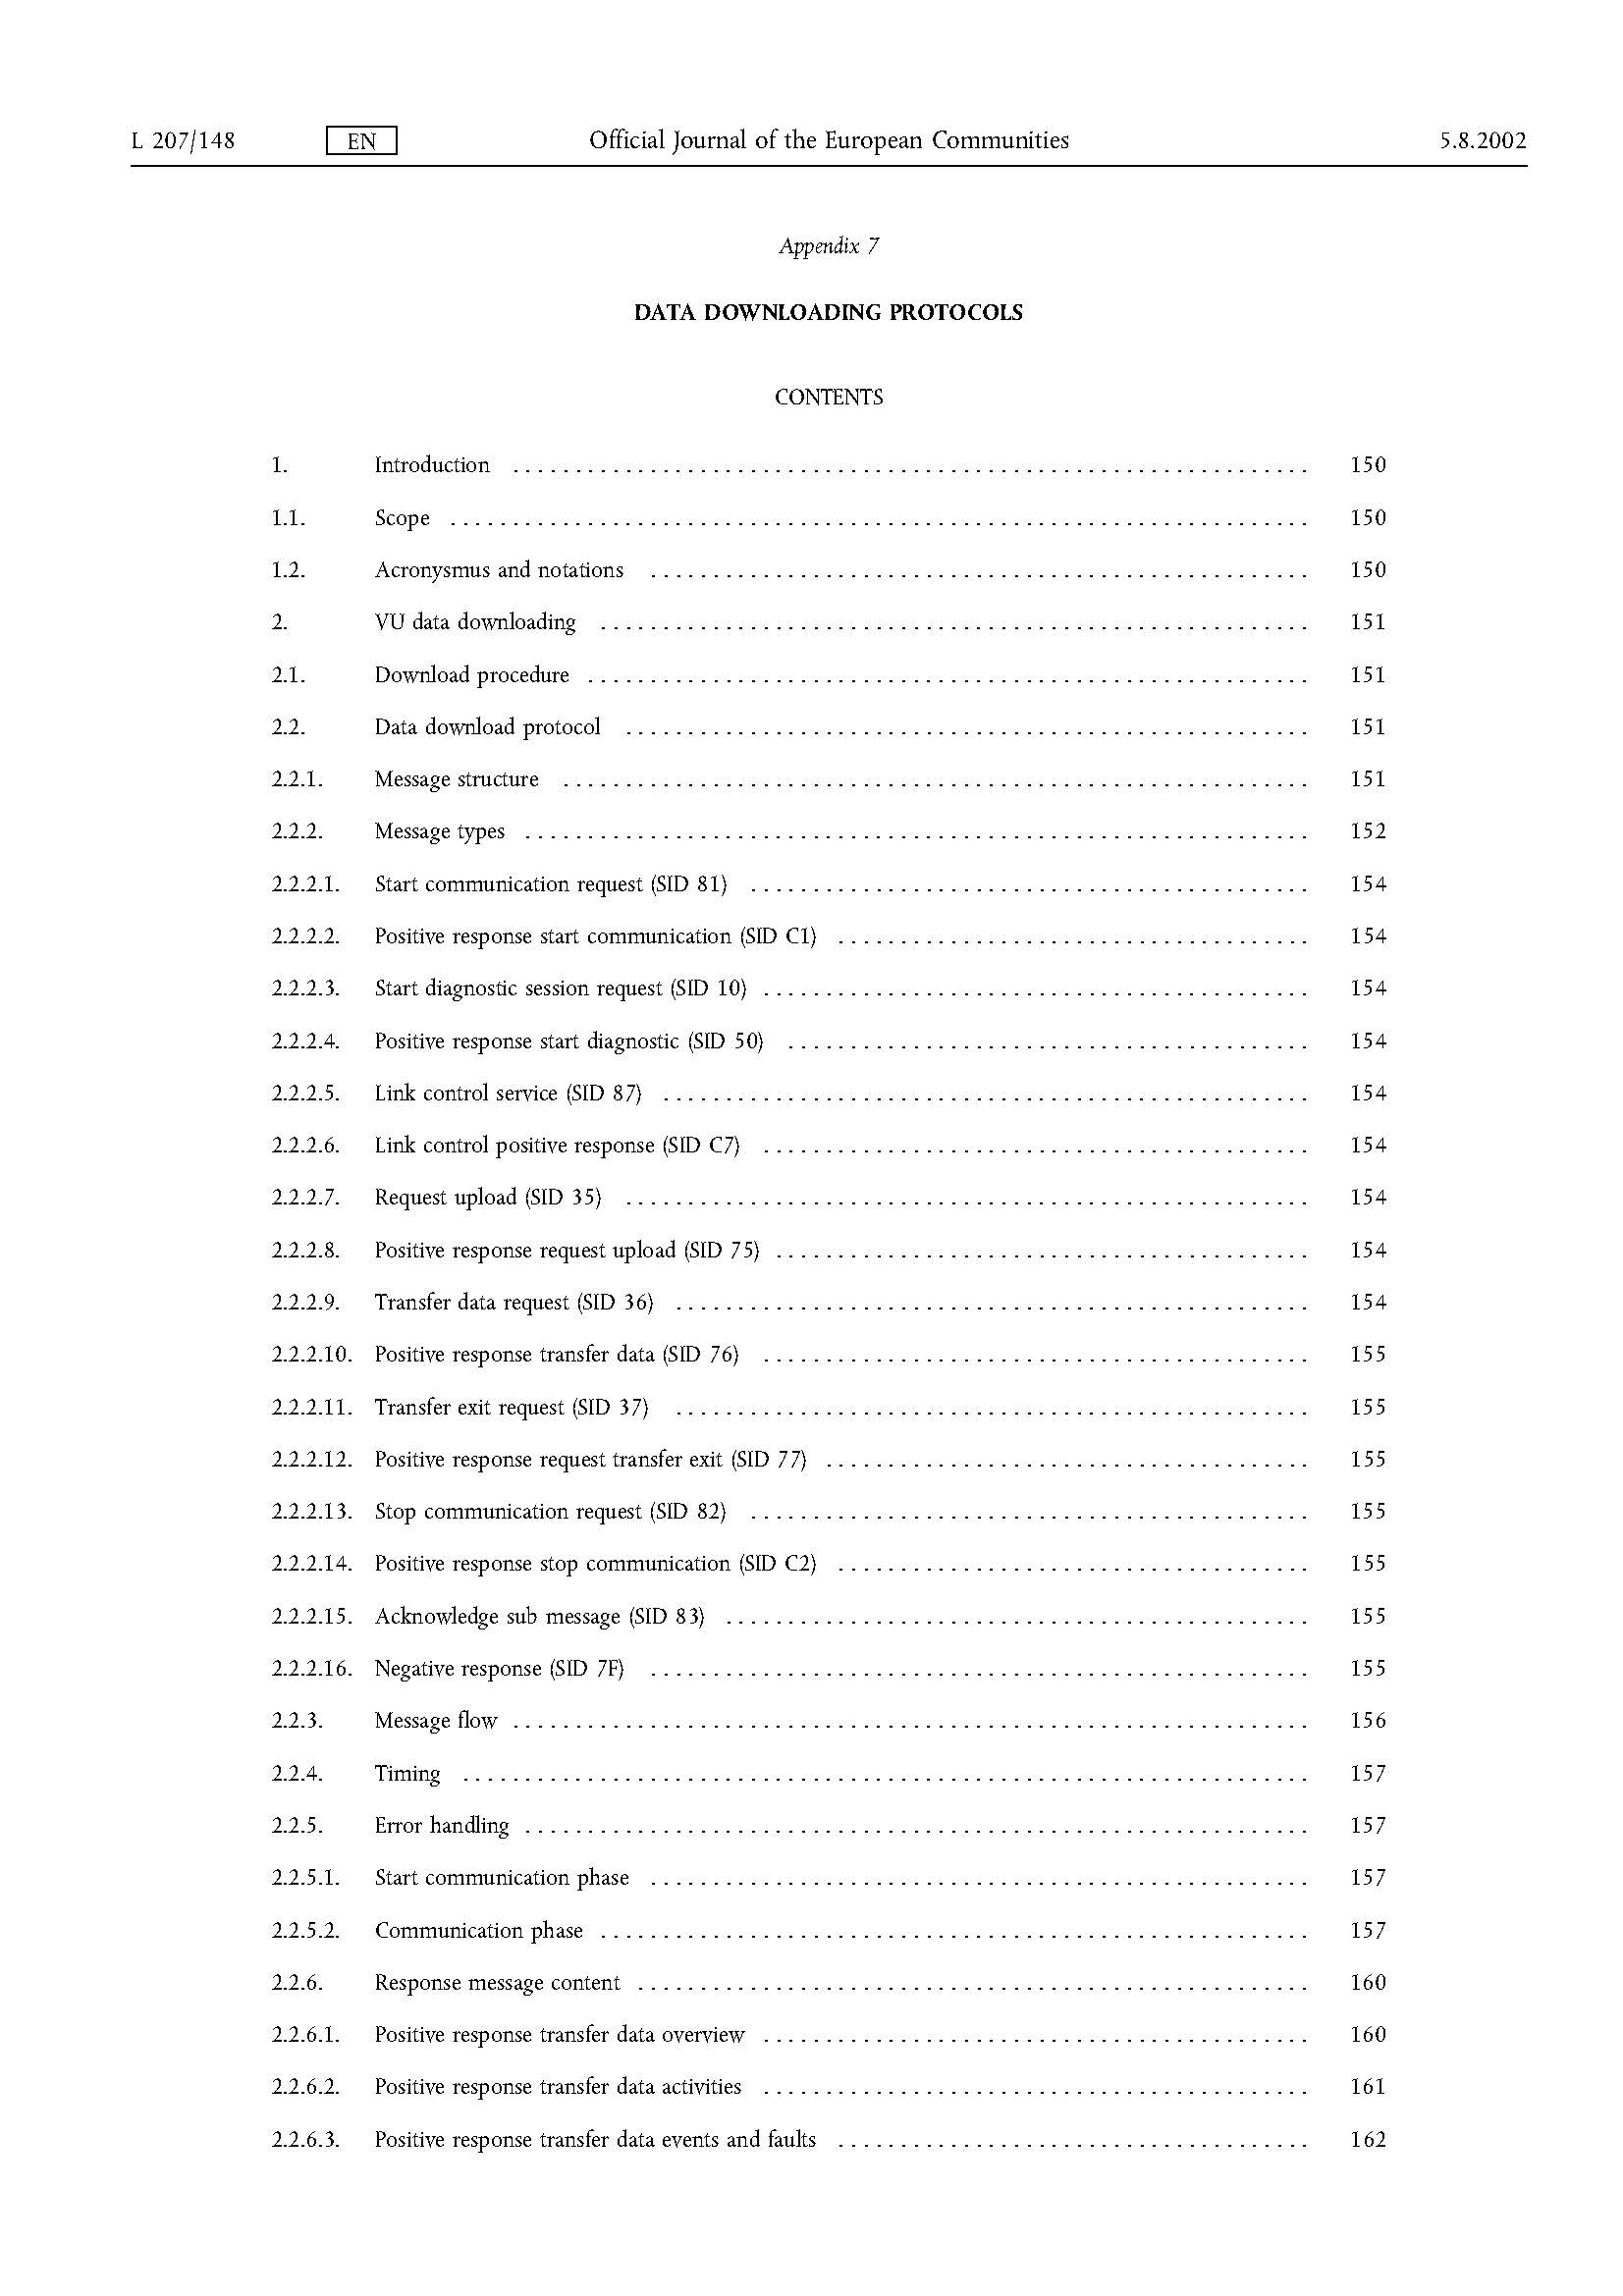 L 207/148 EN Official Journal of the European Communities 5.8.2002
Appendix 7
DATA DOWNLOADING PROTOCOLS
CONTENTS
1. Introduction . . . . . . . . . . 150
1.1. Scope . . . . . . . . . . 150
1.2. Acronysmus and notations . . . . . . . . . . 150
2. VU data downloading . . . . . . . . . . 151
2.1. Download procedure . . . . . . . . . . 151
2.2. Data download protocol . . . . . . . . . . 151
2.2.1. Message structure . . . . . . . . . . 151
2.2.2. Message types . . . . . . . . . . 152
2.2.2.1. Start communication request (SID 81) . . . . . . . . . . 154
2.2.2.2. Positive response start communication (SID C1) . . . . . . . . . . 154
2.2.2.3. Start diagnostic session request (SID 10) . . . . . . . . . . 154
2.2.2.4. Positive response start diagnostic (SID 50) . . . . . . . . . . 154
2.2.2.5. Link control service (SID 87) . . . . . . . . . . 154
2.2.2.6. Link control positive response (SID C7) . . . . . . . . . . 154
2.2.2.7. Request upload (SID 35) . . . . . . . . . . 154
2.2.2.8. Positive response request upload (SID 75) . . . . . . . . . . 154
2.2.2.9. Transfer data request (SID 36) . . . . . . . . . . 154
2.2.2.10. Positive response transfer data (SID 76) . . . . . . . . . . 155
2.2.2.11. Transfer exit request (SID 37) . . . . . . . . . . 155
2.2.2.12. Positive response request transfer exit (SID 77) . . . . . . . . . . 155
2.2.2.13. Stop communication request (SID 82) . . . . . . . . . . 155
2.2.2.14. Positive response stop communication (SID C2) . . . . . . . . . . 155
2.2.2.15. Acknowledge sub message (SID 83) . . . . . . . . . . 155
2.2.2.16. Negative response (SID 7F) . . . . . . . . . . 155
2.2.3. Message flow . . . . . . . . . . 156
2.2.4. Timing . . . . . . . . . . 157
2.2.5. Error handling . . . . . . . . . . 157
2.2.5.1. Start communication phase . . . . . . . . . . 157
2.2.5.2. Communication phase . . . . . . . . . . 157
2.2.6. Response message content . . . . . . . . . . 160
2.2.6.1. Positive response transfer data overview . . . . . . . . . . 160
2.2.6.2. Positive response transfer data activities . . . . . . . . . . 161
2.2.6.3. Positive response transfer data events and faults . . . . . . . . . . 162